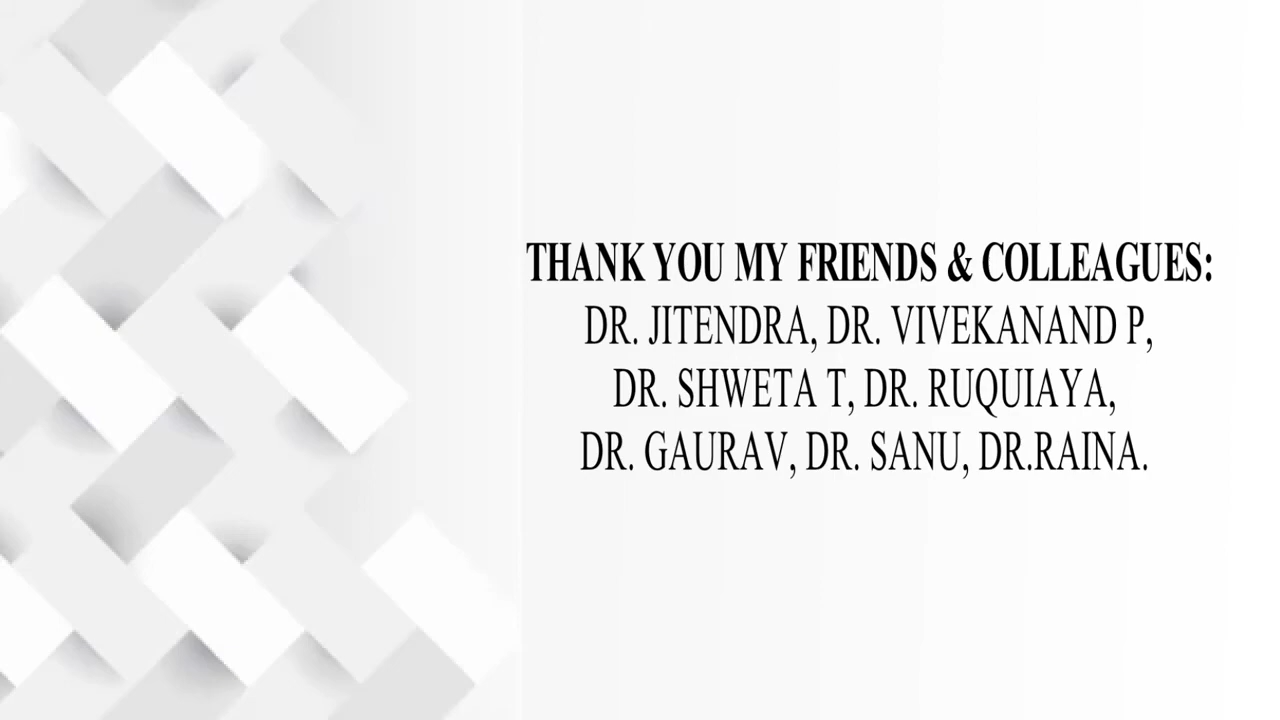 THANK YOU MY FRIENDS & COLLEAGUES:
DR. JITENDRA, DR. VIVEKANAND P,
DR. SHWETA T, DR. RUQUIAYA,
DR. GAURAV, DR. SANU, DR.RAINA.